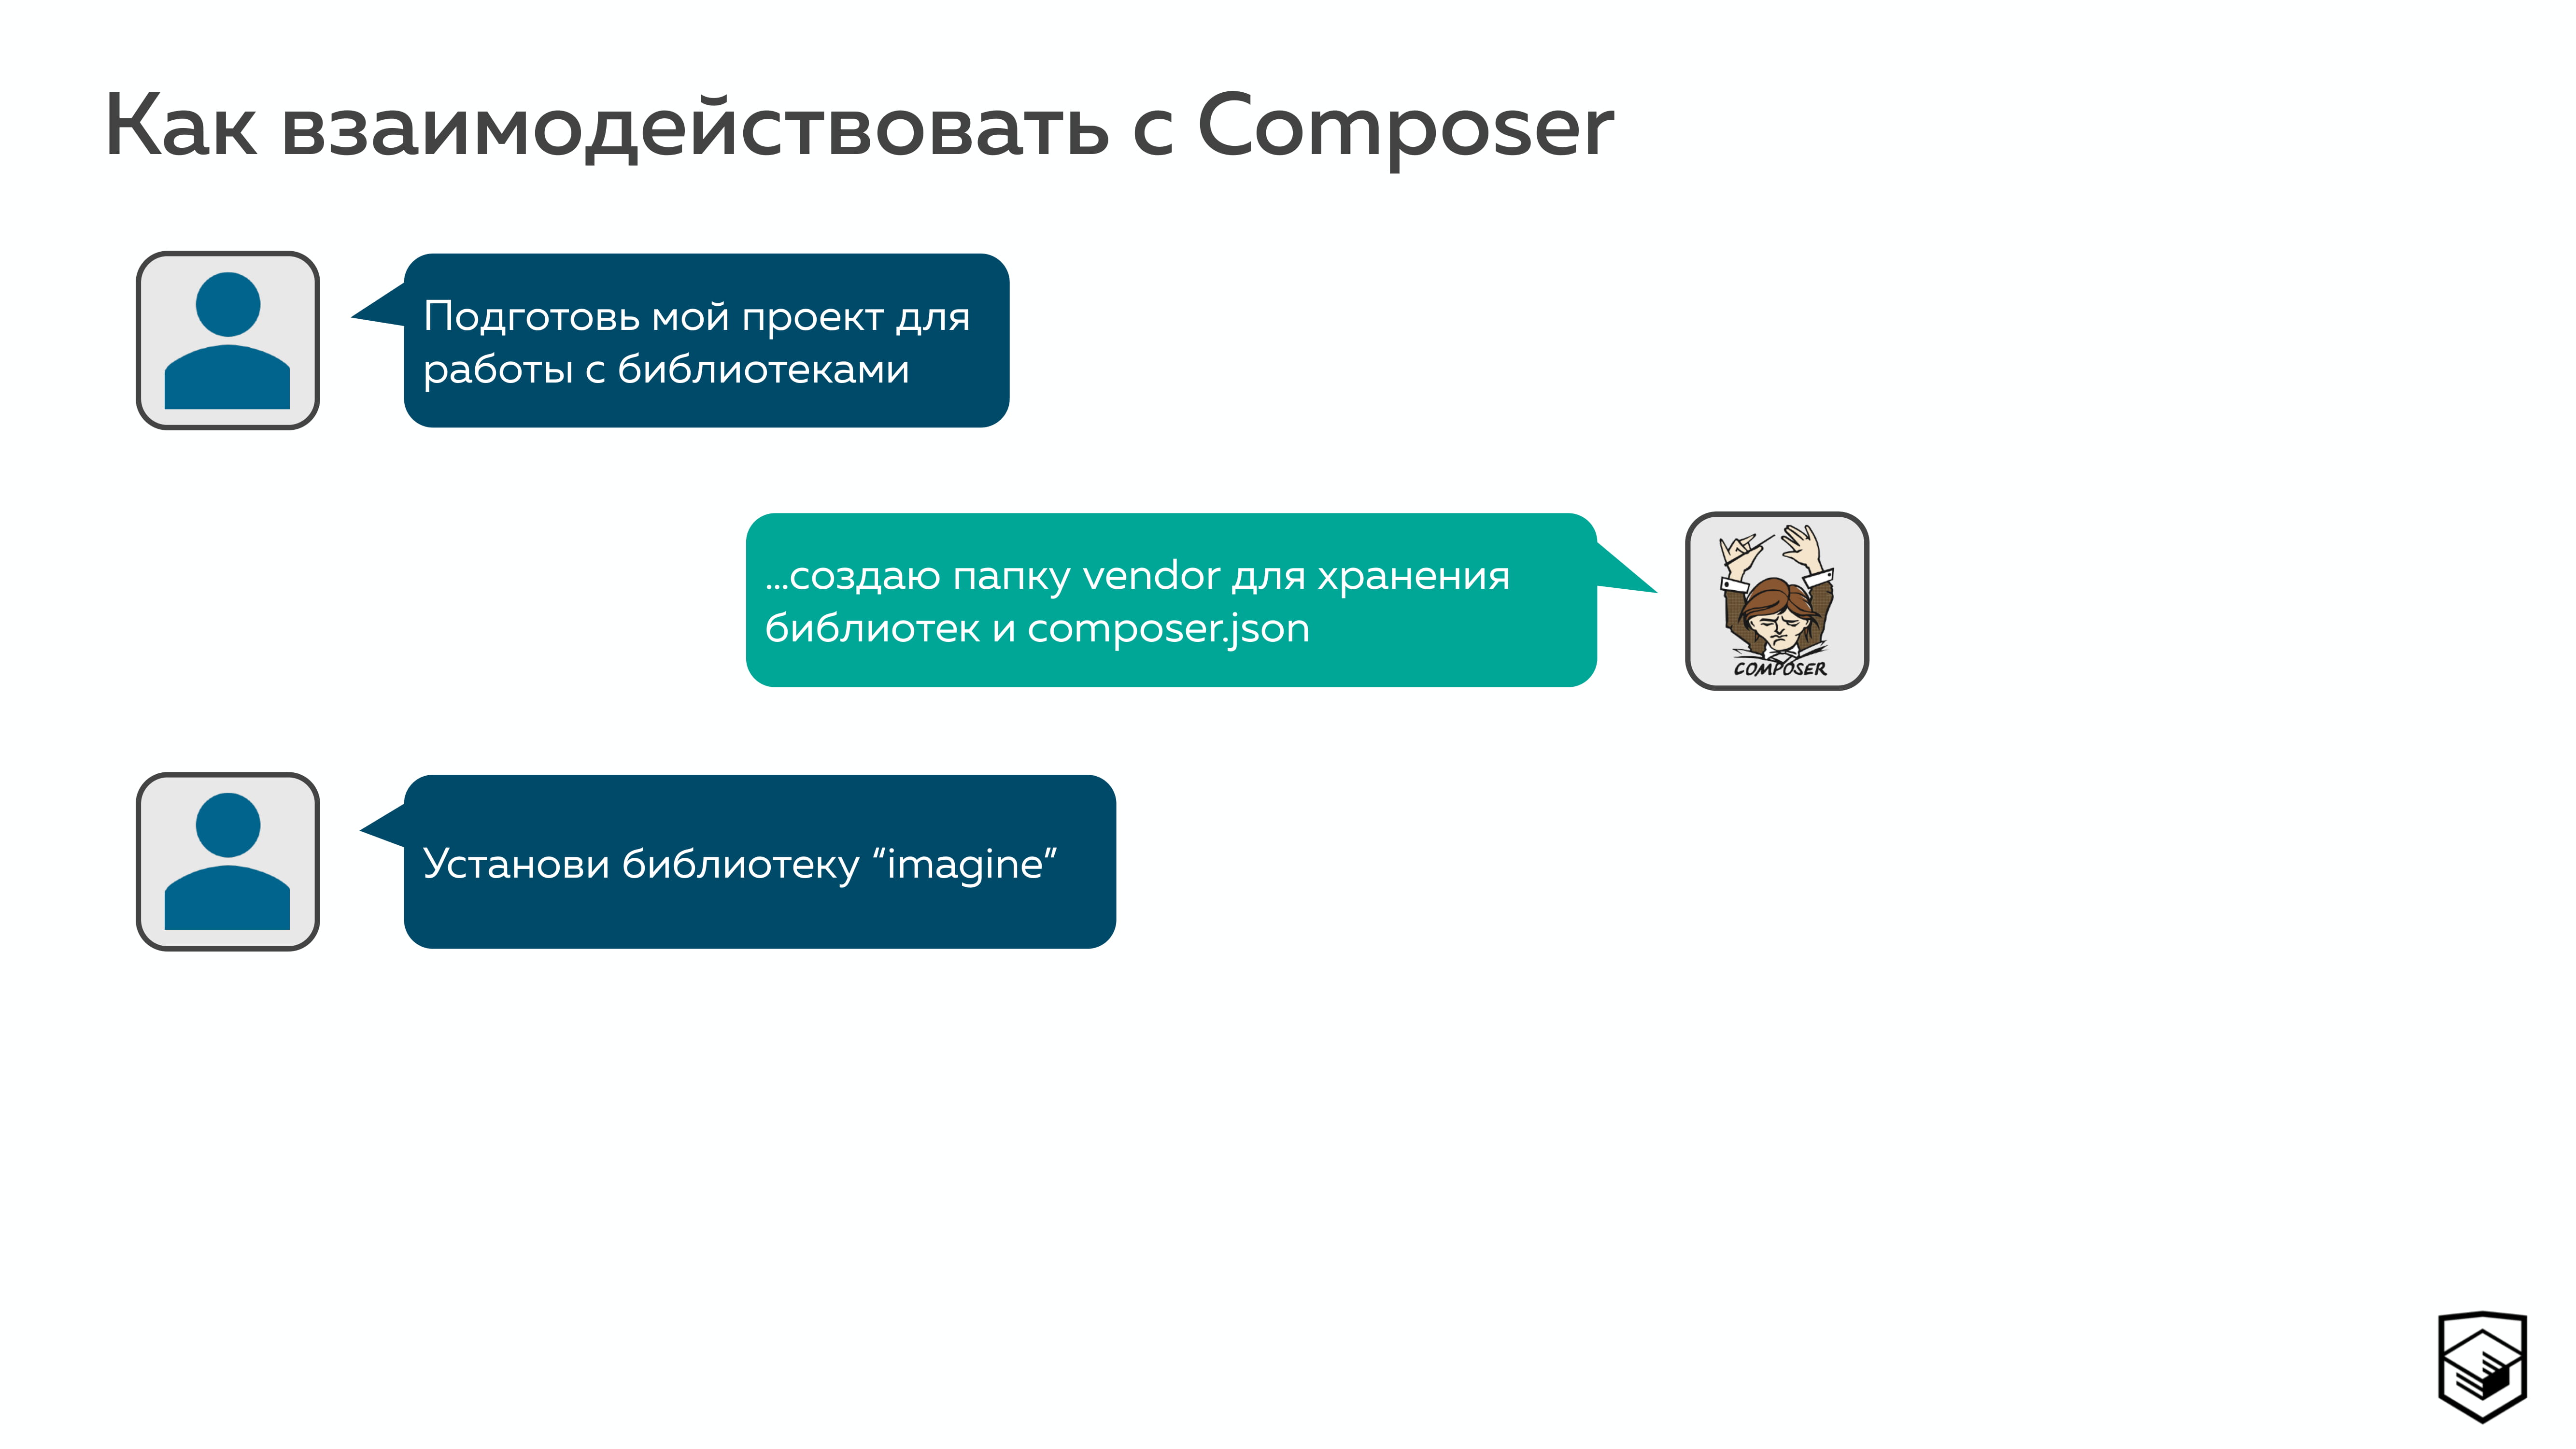 Как взаимодействовать с Composer
Подготовь мой проект для
работы с библиотеками
...создаю папку vendor для хранения
библиотек и composer.json
COMPOSER
Установи библиотеку “imagine”